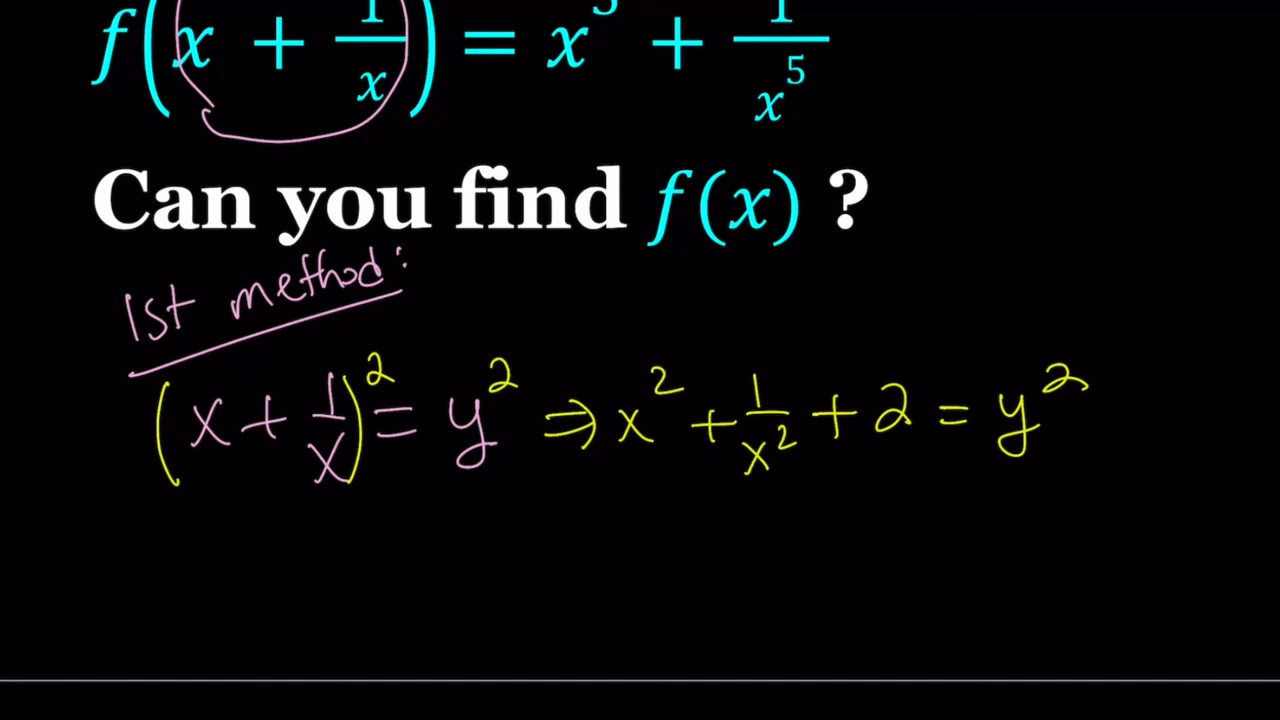 f(x + 1/x) = x^5 + 1/x^5
Can you find f(x) ?
1st method:
(x + 1/x)^2 = y^2 ⇒ x^2 + 1/x^2 + 2 = y^2